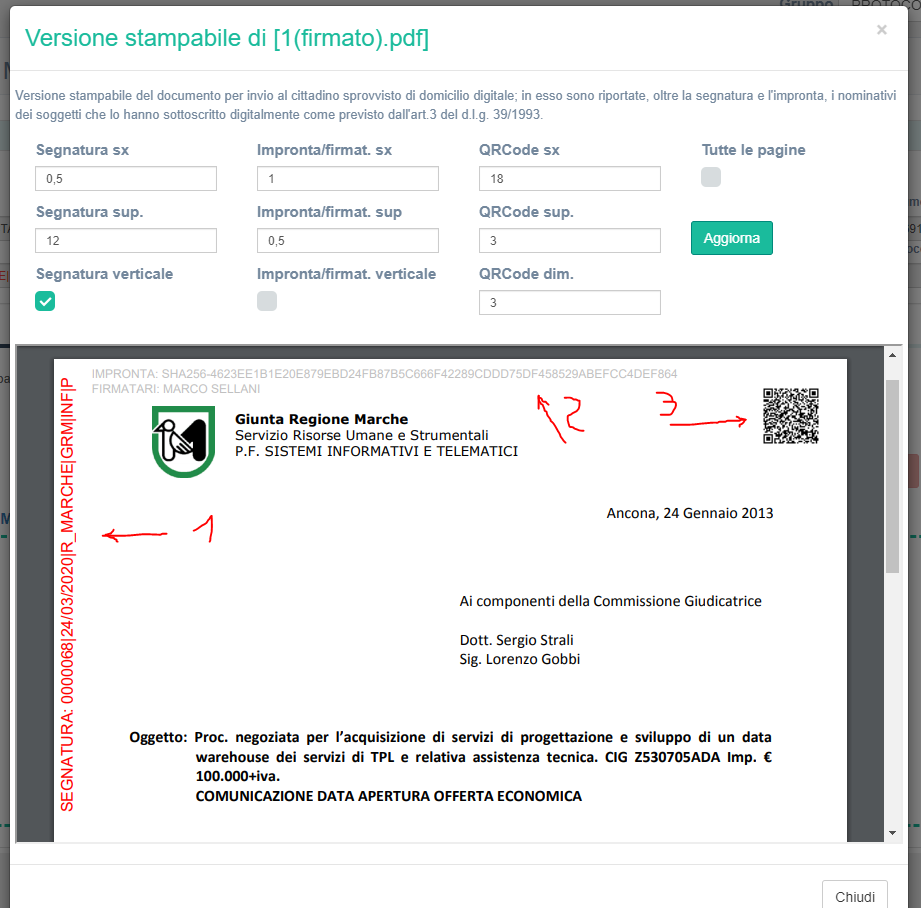 Gruppo PROTOCO
Versione stampabile di [1(firmato).pdf]
×
Versione stampabile del documento per invio al cittadino sprovvisto di domicilio digitale; in esso sono riportate, oltre la segnatura e l'impronta, i nominativi
dei soggetti che lo hanno sottoscritto digitalmente come previsto dall'art.3 del d.l.g. 39/1993.
Segnatura sx Impronta/firmat. sx QRCode sx Tutte le pagine
0,5 1 18
Segnatura sup. Impronta/firmat. sup QRCode sup.
12 0,5 3 Aggiorna
Segnatura verticale Impronta/firmat. verticale QRCode dim.
3
IMPRONTA: SHA256-4623EE1B1E20E879EBD24FB87B5C666F42289CDDD75DF458529ABEFCC4DEF864
FIRMATARI: MARCO SELLANI
2 3
Giunta Regione Marche
Servizio Risorse Umane e Strumentali
P.F. SISTEMI INFORMATIVI E TELEMATICI
SEGNATURA: 0000068|24/03/2020|R_MARCHE|GRM|INF|P
1
Ancona, 24 Gennaio 2013
Ai componenti della Commissione Giudicatrice
Dott. Sergio Strali
Sig. Lorenzo Gobbi
Oggetto: Proc. negoziata per l’acquisizione di servizi di progettazione e sviluppo di un data
warehouse dei servizi di TPL e relativa assistenza tecnica. CIG Z530705ADA Imp. €
100.000+iva.
COMUNICAZIONE DATA APERTURA OFFERTA ECONOMICA
Chiudi